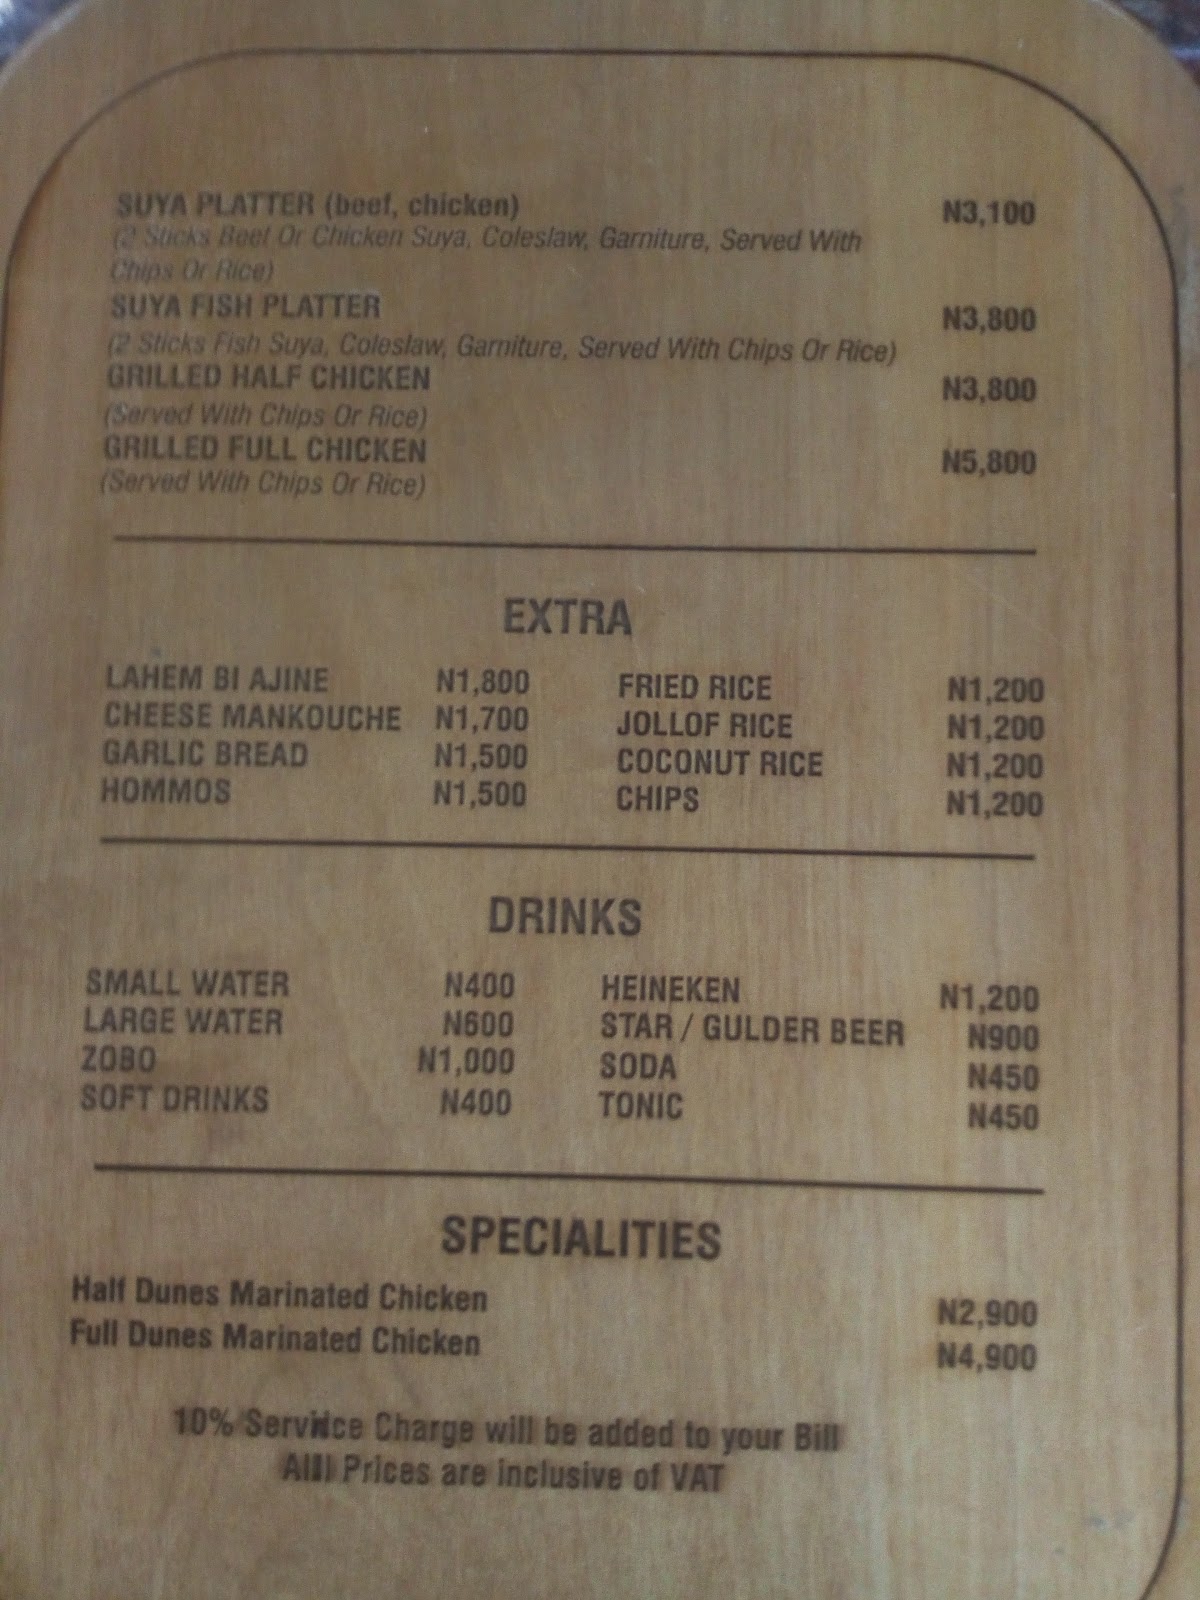 SUYA PLATTER (beef, chicken) N3,100
(2 Sticks Beef Or Chicken Suya, Coleslaw, Garniture, Served With
Chips Or Rice)
SUYA FISH PLATTER N3,800
(2 Sticks Fish Suya, Coleslaw, Garniture, Served With Chips Or Rice)
GRILLED HALF CHICKEN N3,800
(Served With Chips Or Rice)
GRILLED FULL CHICKEN N5,800
(Served With Chips Or Rice)
EXTRA
LAHEM BI AJINE N1,800 FRIED RICE N1,200
CHEESE MANKOUCHE N1,700 JOLLOF RICE N1,200
GARLIC BREAD N1,500 COCONUT RICE N1,200
HOMMOS N1,500 CHIPS N1,200
DRINKS
SMALL WATER N400 HEINEKEN N1,200
LARGE WATER N600 STAR / GULDER BEER N900
ZOBO N1,000 SODA N450
SOFT DRINKS N400 TONIC N450
SPECIALITIES
Half Dunes Marinated Chicken N2,900
Full Dunes Marinated Chicken N4,900
10% Service Charge will be added to your Bill
All Prices are inclusive of VAT